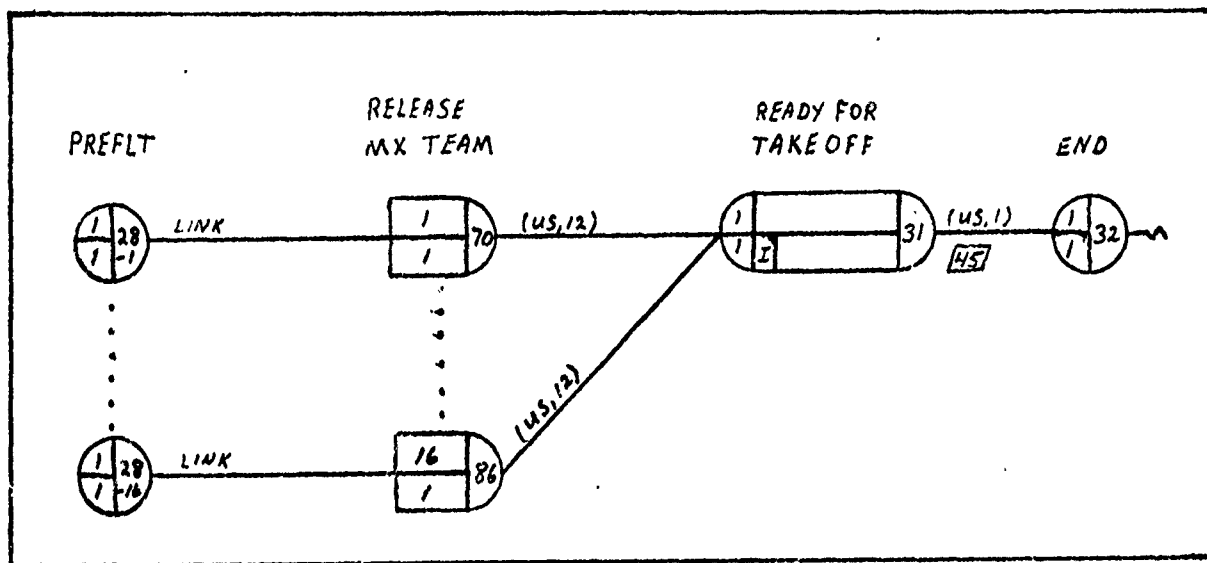 RELEASE
MX TEAM
READY FOR
TAKEOFF
PREFLT
END
1
1
28
-1
LINK
1
1
70
(US,12)
1
1
I
31
(US,1)
45
1
1
32
(US,12)
1
1
28
-16
LINK
16
1
86